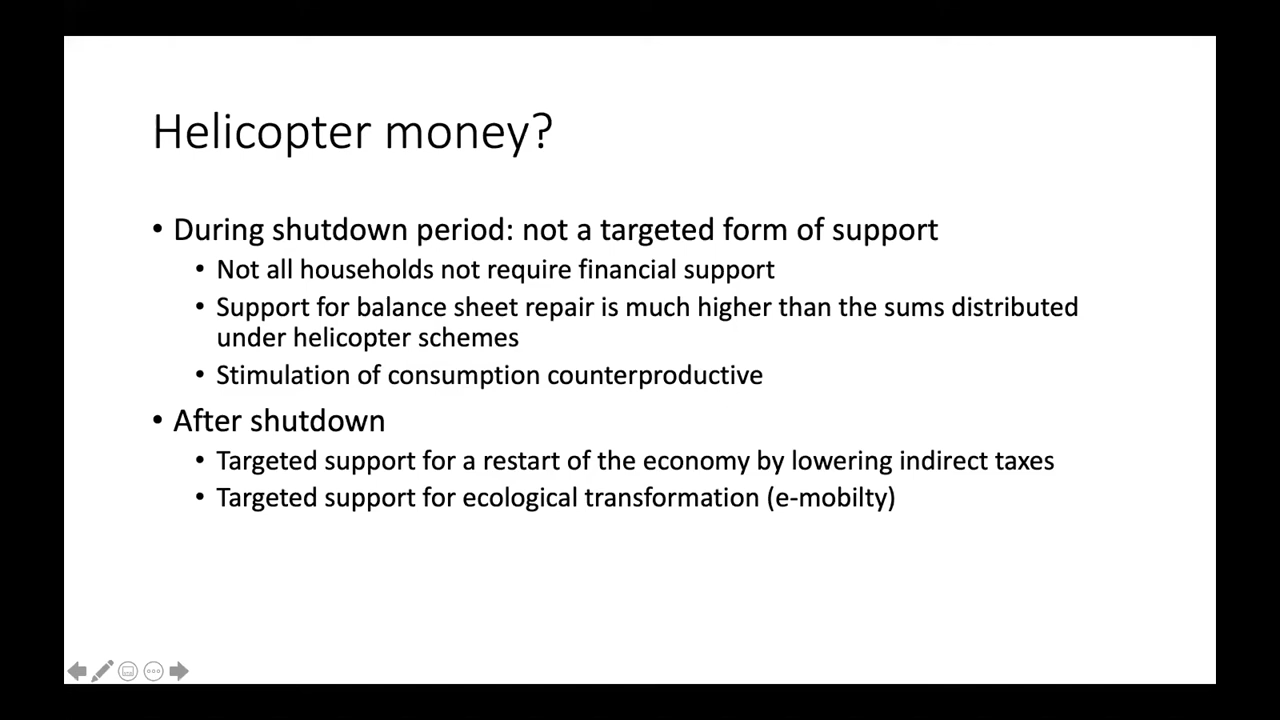 Helicopter money?
• During shutdown period: not a targeted form of support
• Not all households not require financial support
• Support for balance sheet repair is much higher than the sums distributed
under helicopter schemes
• Stimulation of consumption counterproductive
• After shutdown
• Targeted support for a restart of the economy by lowering indirect taxes
• Targeted support for ecological transformation (e-mobilty)